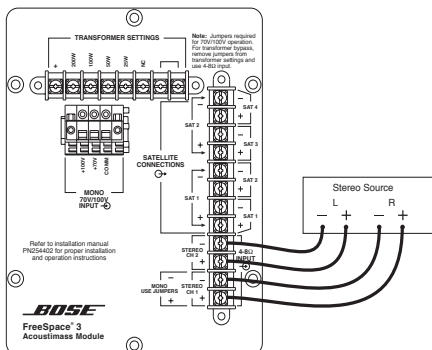 TRANSFORMER SETTINGS
+
200W
100W
50W
25W
NC
Note: Jumpers required
for 70V/100V operation.
For transformer bypass,
remove jumpers from
transformer settings and
use 4-8Ω input.
+100V
+70V
COMM
MONO
70V/100V
INPUT
SATELLITE
CONNECTIONS
SAT 2
−
+
SAT 1
−
+
−
+
SAT 4
−
+
SAT 3
−
+
SAT 2
−
+
SAT 1
STEREO
CH 2
−
+
4-8Ω
INPUT
MONO
USE JUMPERS
−
+
STEREO
CH 1
−
+
Refer to installation manual
PN254402 for proper installation
and operation instructions
BOSE
FreeSpace® 3
Acoustimass Module
Stereo Source
L R
− + − +